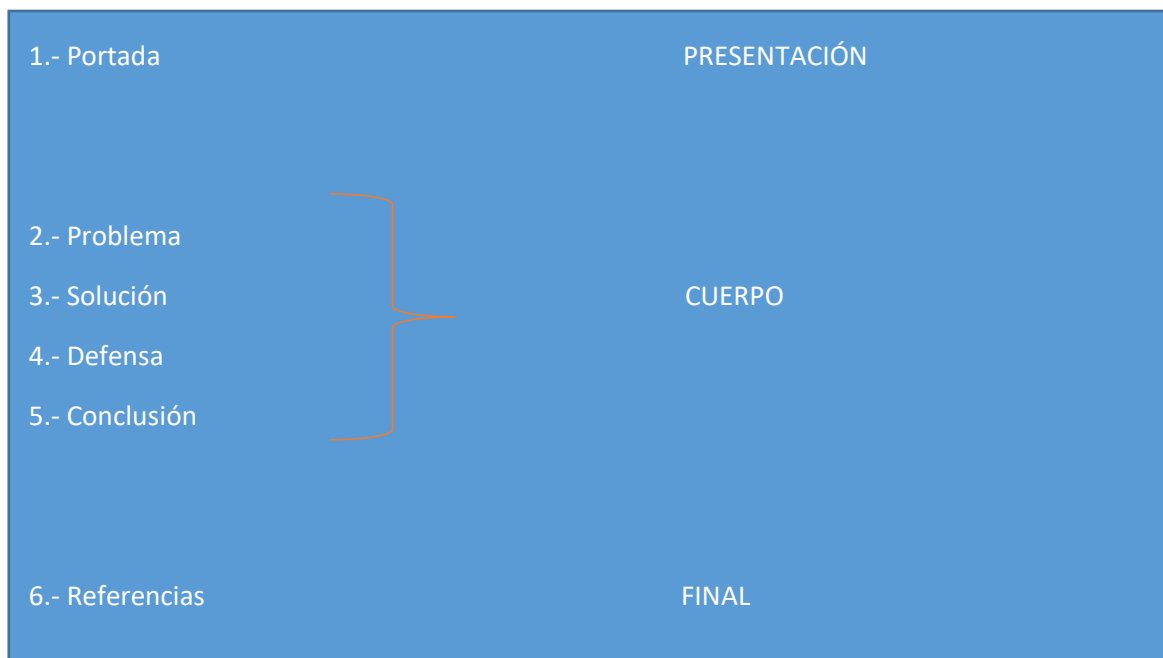 1.- Portada PRESENTACIÓN
2.- Problema
3.- Solución CUERPO
4.- Defensa
5.- Conclusión
6.- Referencias FINAL